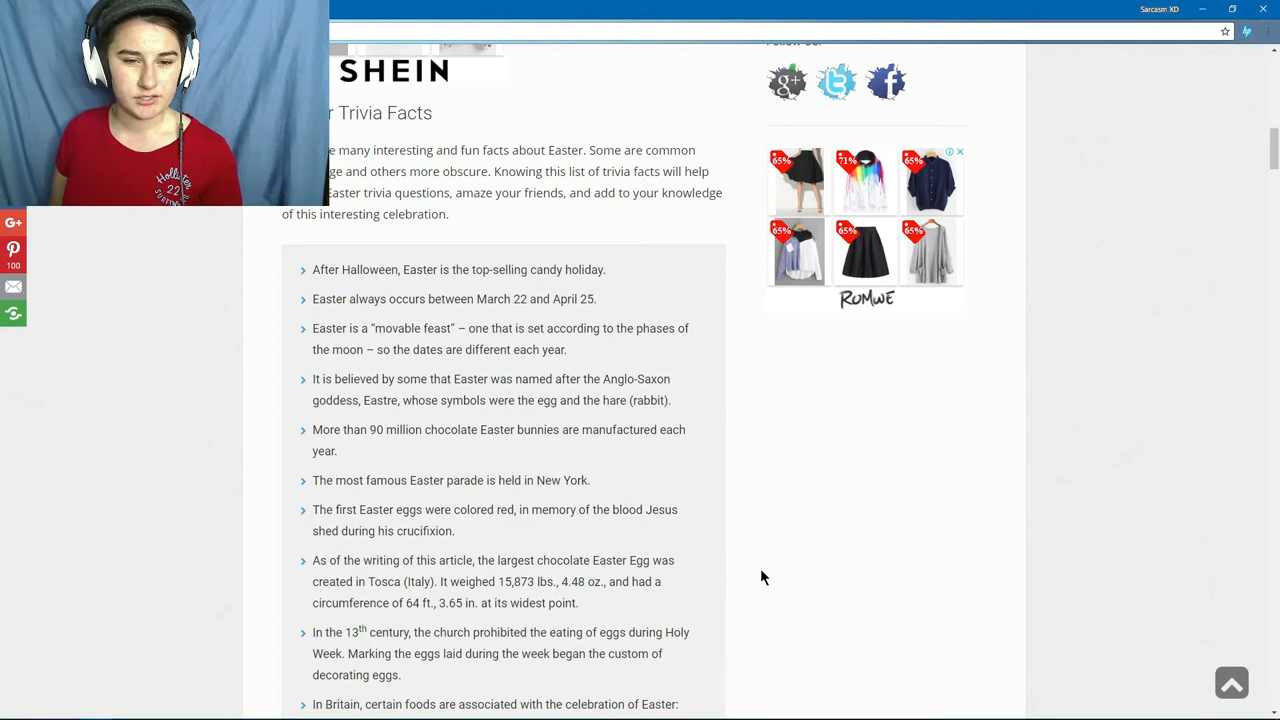 Sarcasm XD
SHEIN
Trivia Facts
many interesting and fun facts about Easter. Some are common
and others more obscure. Knowing this list of trivia facts will help
Easter trivia questions, amaze your friends, and add to your knowledge
of this interesting celebration.
After Halloween, Easter is the top-selling candy holiday.
Easter always occurs between March 22 and April 25.
Easter is a “movable feast” – one that is set according to the phases of
the moon – so the dates are different each year.
It is believed by some that Easter was named after the Anglo-Saxon
goddess, Eastre, whose symbols were the egg and the hare (rabbit).
More than 90 million chocolate Easter bunnies are manufactured each
year.
The most famous Easter parade is held in New York.
The first Easter eggs were colored red, in memory of the blood Jesus
shed during his crucifixion.
As of the writing of this article, the largest chocolate Easter Egg was
created in Tosca (Italy). It weighed 15,873 lbs., 4.48 oz., and had a
circumference of 64 ft., 3.65 in. at its widest point.
In the 13th century, the church prohibited the eating of eggs during Holy
Week. Marking the eggs laid during the week began the custom of
decorating eggs.
In Britain, certain foods are associated with the celebration of Easter:
g+
65% 71% 65%
65% 65% 65%
ROMWE
G+
100
Hollister
22
hp